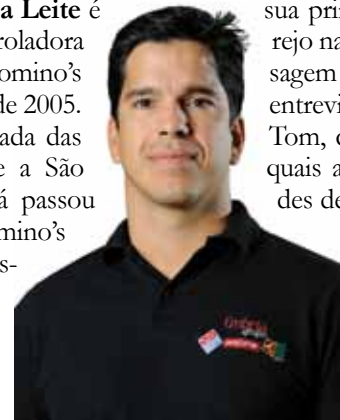 a Leite é
roladora
omino's
de 2005.
ada das
e a São
á passou
mino's
s-
sua pri
rejo na
sagem
entrevi
Tom, c
quais a
des de